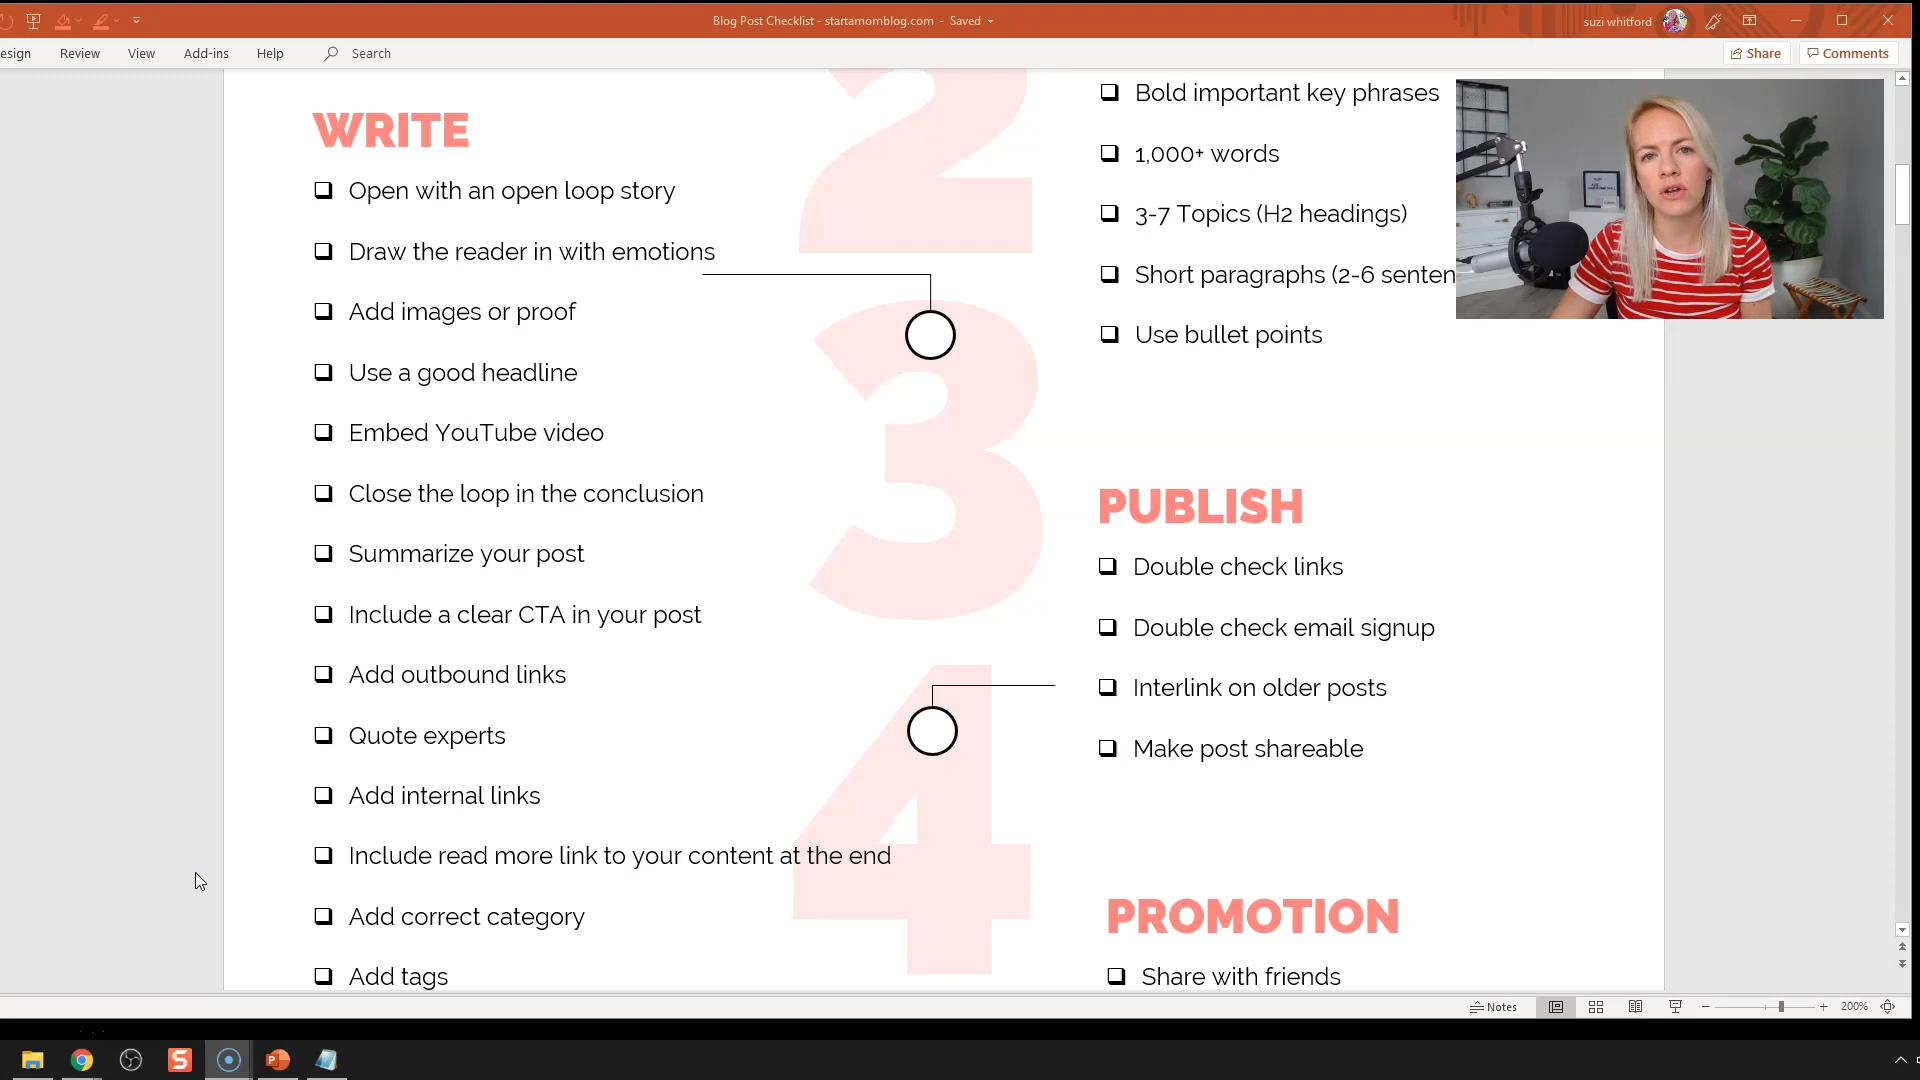 Blog Post Checklist - startamomblog.com - Saved
suzi whitford
esign Review View Add-ins Help Search
Share Comments
2
WRITE
Open with an open loop story
Draw the reader in with emotions
Add images or proof
Use a good headline
Embed YouTube video
Close the loop in the conclusion
Summarize your post
Include a clear CTA in your post
Add outbound links
Quote experts
Add internal links
Include read more link to your content at the end
Add correct category
Add tags
3
4
Bold important key phrases
1,000+ words
3-7 Topics (H2 headings)
Short paragraphs (2-6 senten
Use bullet points
PUBLISH
Double check links
Double check email signup
Interlink on older posts
Make post shareable
PROMOTION
Share with friends
Notes
200%